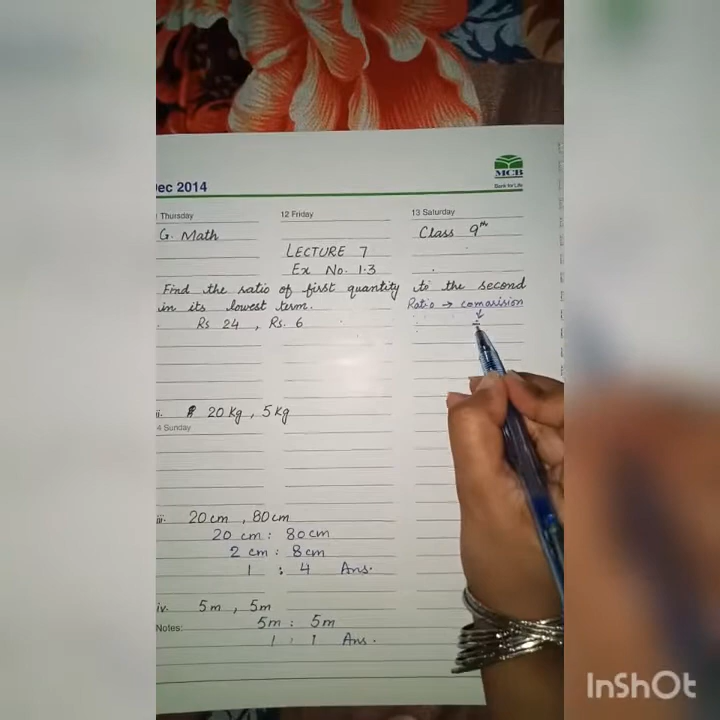 MCB
Bank for Life
Dec 2014
Thursday 12 Friday 13 Saturday
G. Math Class 9th
LECTURE 7
Ex No. 1.3
Find the ratio of first quantity to the second
in its lowest term. Ratio → comarision
↓
÷
Rs 24 , Rs. 6
ii. 20 Kg , 5 Kg
4 Sunday
iii. 20 cm , 80 cm
20 cm : 80 cm
2 cm : 8 cm
1 : 4 Ans.
iv. 5m , 5m
Notes: 5m : 5m
1 : 1 Ans.
InShOt